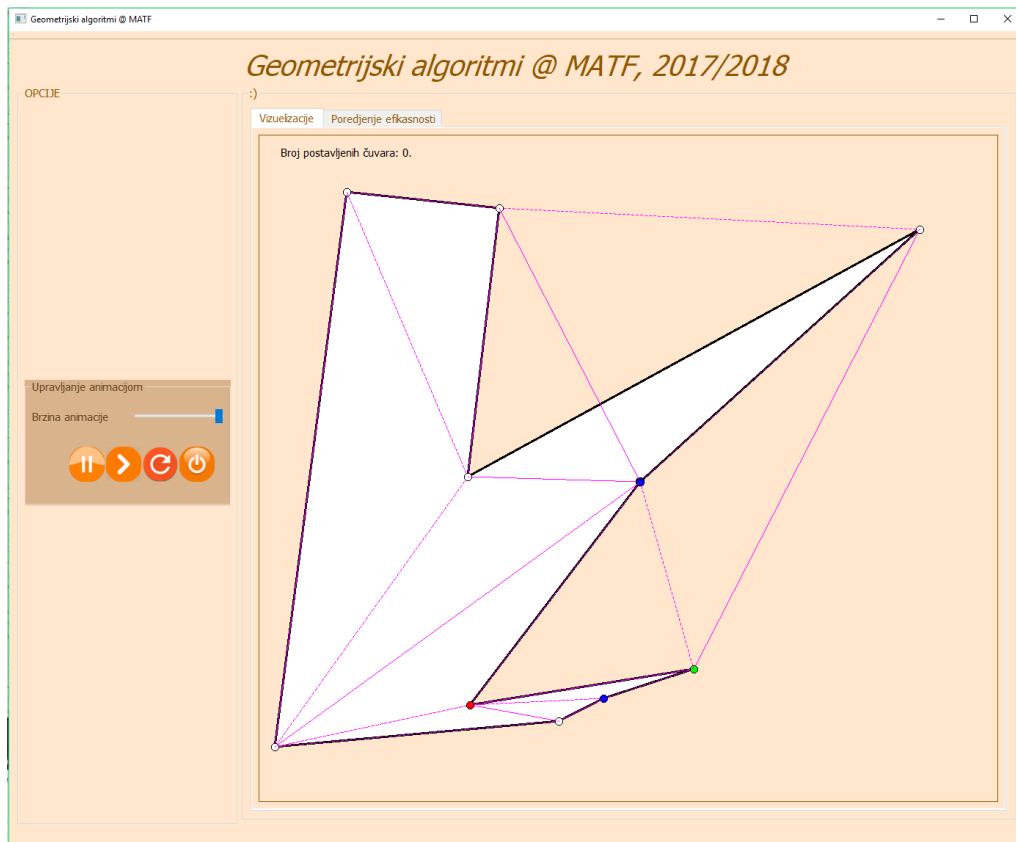 Geometrijski algoritmi @ MATF
Geometrijski algoritmi @ MATF, 2017/2018
OPCIJE
:)
Vizuelizacije
Poredjenje efikasnosti
Broj postavljenih čuvara: 0.
Upravljanje animacijom
Brzina animacije